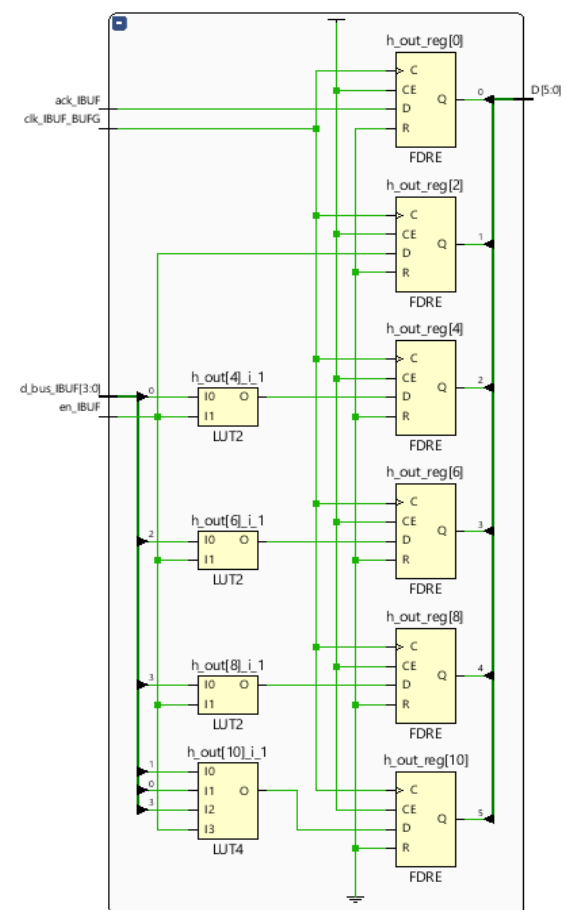 h_out_reg[0]
ack_IBUF
clk_IBUF_BUFG
C
CE
D
R
Q
0
D[5:0]
FDRE
h_out_reg[2]
C
CE
D
R
Q
1
FDRE
h_out_reg[4]
C
CE
D
R
Q
2
FDRE
d_bus_IBUF[3:0]
en_IBUF
0
h_out[4]_i_1
I0 O
I1
LUT2
h_out_reg[6]
C
CE
D
R
Q
3
FDRE
2
h_out[6]_i_1
I0 O
I1
LUT2
h_out_reg[8]
C
CE
D
R
Q
4
FDRE
3
h_out[8]_i_1
I0 O
I1
LUT2
h_out[10]_i_1
1
0
3
I0
I1 O
I2
I3
LUT4
h_out_reg[10]
C
CE
D
R
Q
5
FDRE